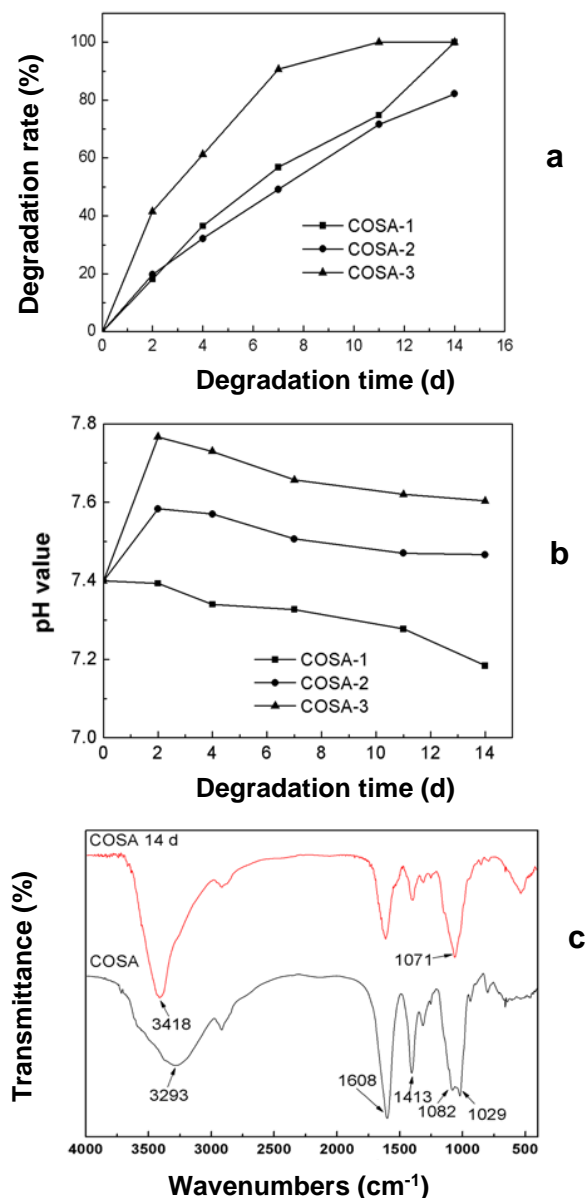 Degradation rate (%)
100
80
60
40
20
0
COSA-1
COSA-2
COSA-3
0 2 4 6 8 10 12 14 16
Degradation time (d)
a
pH value
7.8
7.6
7.4
7.2
7.0
COSA-1
COSA-2
COSA-3
0 2 4 6 8 10 12 14
Degradation time (d)
b
Transmittance (%)
COSA 14 d
1071
3418
COSA
3293
1608
1413
1082
1029
4000 3500 3000 2500 2000 1500 1000 500
Wavenumbers (cm-1)
c